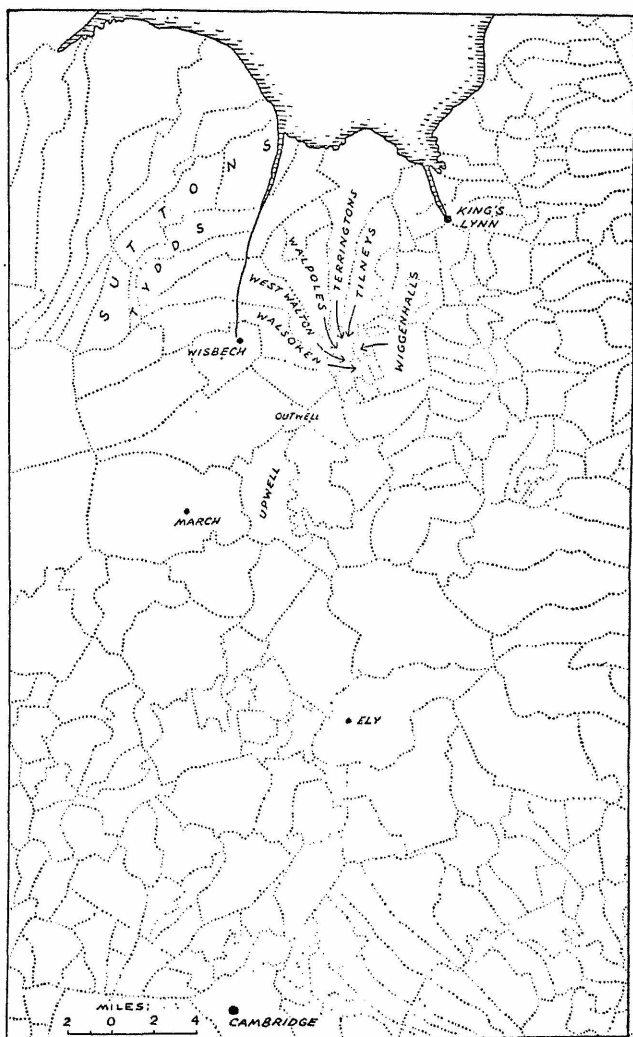 SUTTONS
TYDDS
KING'S
LYNN
WALPOLES
TERRINGTONS
TILNEYS
WEST WALTON
WALSOKEN
WIGGENHALLS
WISBECH
OUTWELL
UPWELL
MARCH
ELY
MILES:
2 0 2 4
CAMBRIDGE